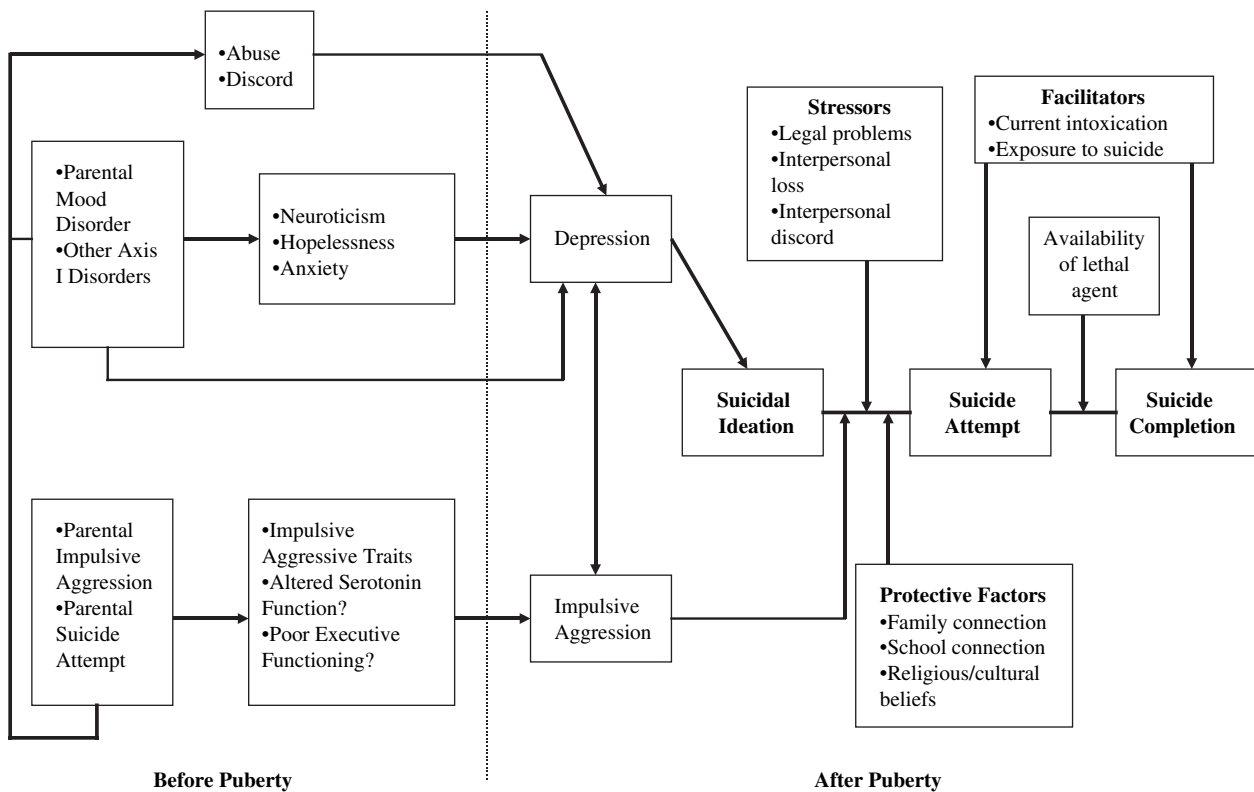 •Abuse
•Discord
•Parental
Mood
Disorder
•Other Axis
I Disorders
•Neuroticism
•Hopelessness
•Anxiety
Depression
Stressors
•Legal problems
•Interpersonal
loss
•Interpersonal
discord
Facilitators
•Current intoxication
•Exposure to suicide
Availability
of lethal
agent
Suicidal
Ideation
Suicide
Attempt
Suicide
Completion
•Parental
Impulsive
Aggression
•Parental
Suicide
Attempt
•Impulsive
Aggressive Traits
•Altered Serotonin
Function?
•Poor Executive
Functioning?
Impulsive
Aggression
Protective Factors
•Family connection
•School connection
•Religious/cultural
beliefs
Before Puberty
After Puberty